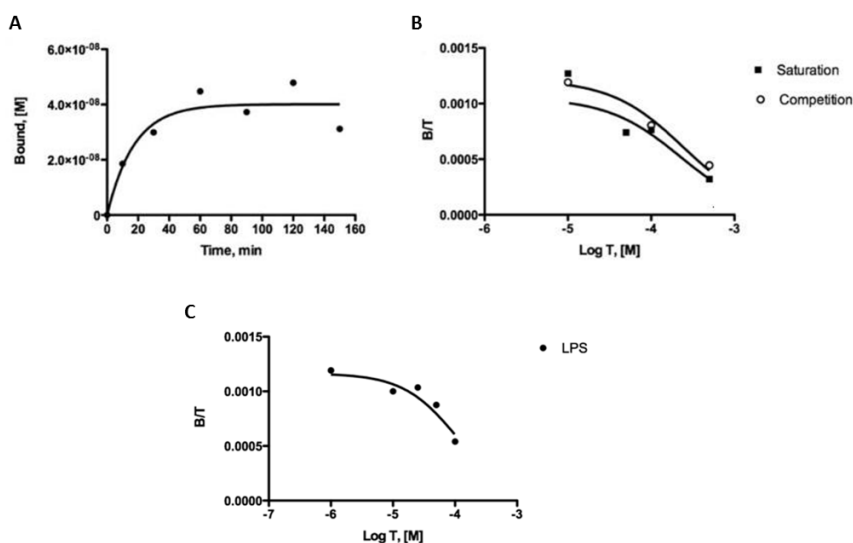 A
Bound, [M]
6.0×10-08
4.0×10-08
2.0×10-08
0
0 20 40 60 80 100 120 140 160
Time, min
B
B/T
0.0015
0.0010
0.0005
0.0000
-6 -5 -4 -3
Log T, [M]
Saturation
Competition
C
B/T
0.0015
0.0010
0.0005
0.0000
-7 -6 -5 -4 -3
Log T, [M]
LPS